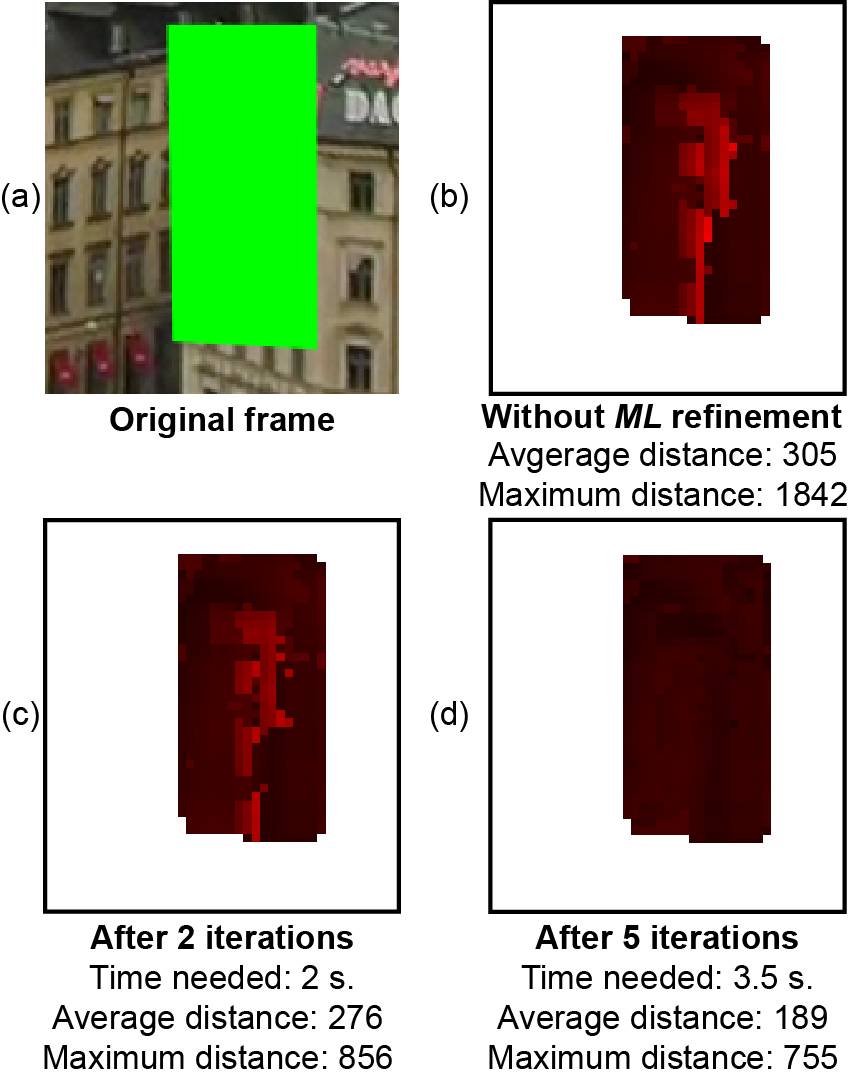 DAG
(a)
(b)
Original frame
Without ML refinement
Avgerage distance: 305
Maximum distance: 1842
(c)
(d)
After 2 iterations
Time needed: 2 s.
Average distance: 276
Maximum distance: 856
After 5 iterations
Time needed: 3.5 s.
Average distance: 189
Maximum distance: 755